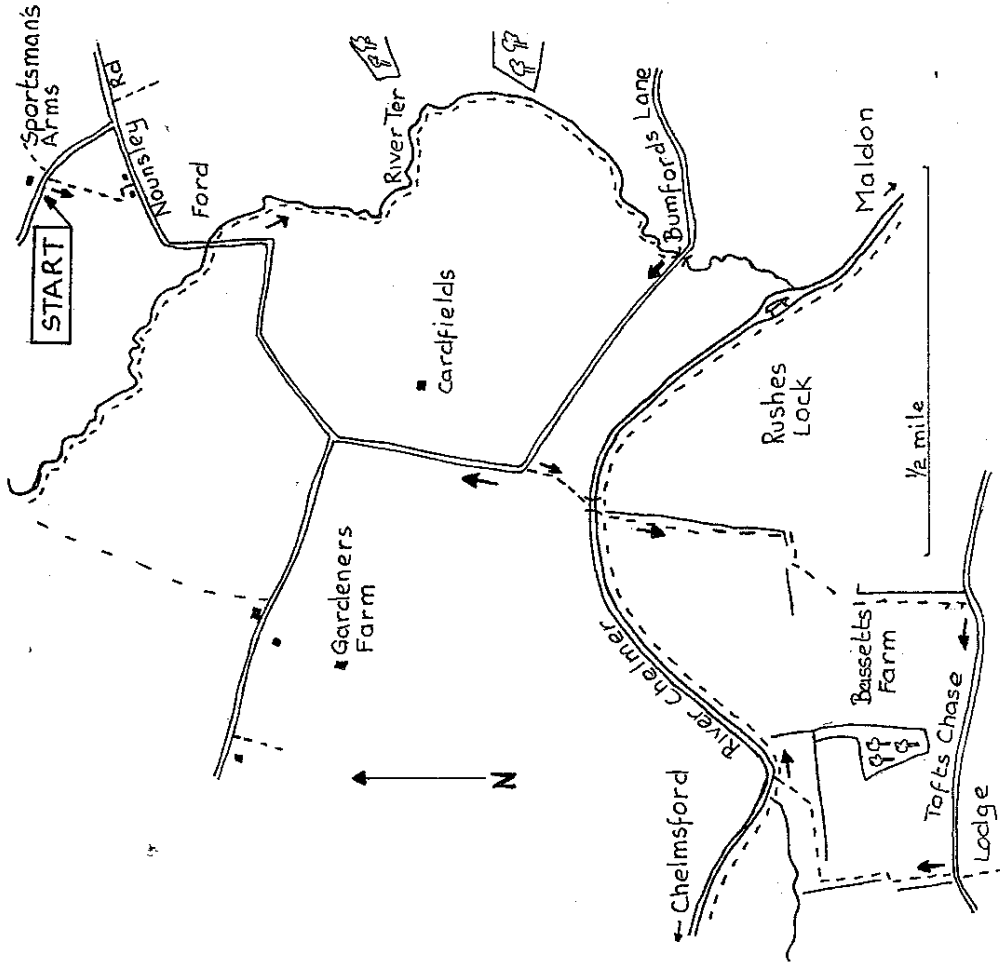 Sportsman's
Arms
START
Nounsley Rd
Ford
River Ter
Cardfields
Bumfords Lane
Gardeners
Farm
Maldon
Rushes
Lock
½ mile
River Chelmer
N
Chelmsford
Bassetts
Farm
Tofts Chase
Lodge